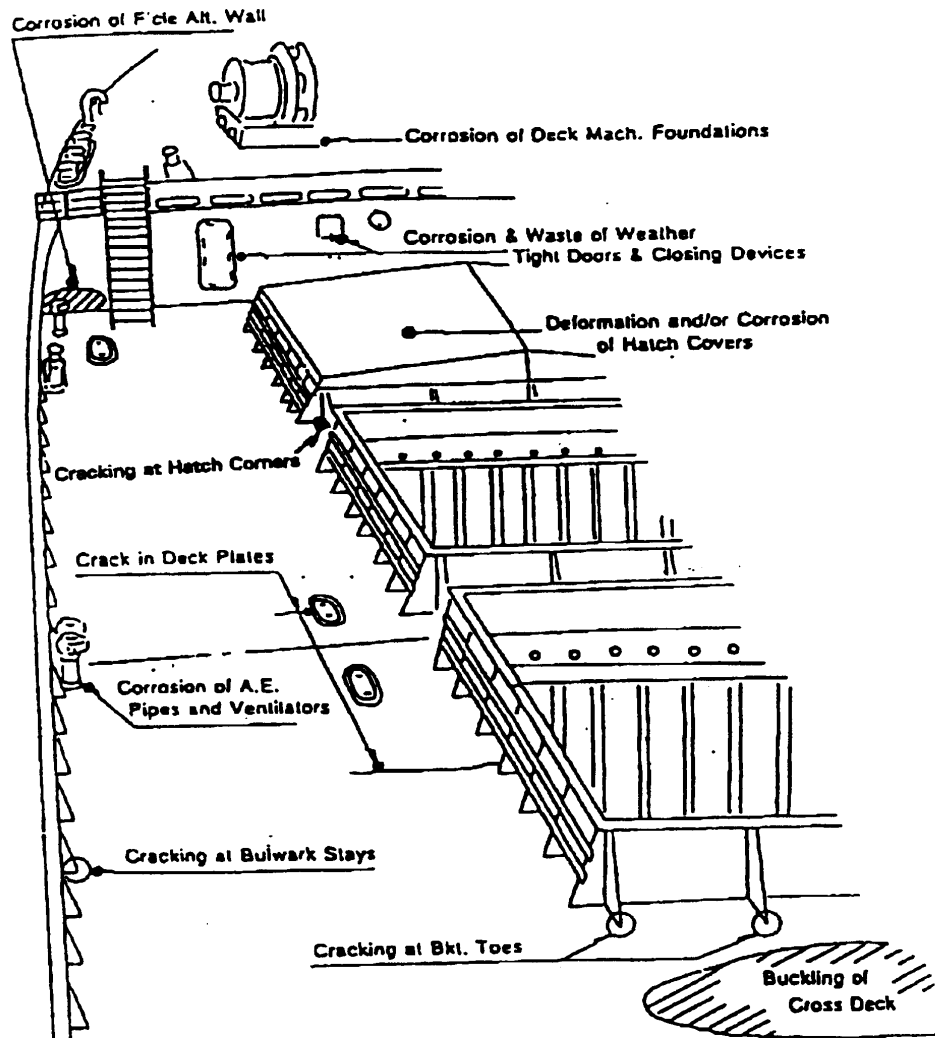 Corrosion of F'cle Aft. Wall
Corrosion of Deck Mach. Foundations
Corrosion & Waste of Weather
Tight Doors & Closing Devices
Deformation and/or Corrosion
of Hatch Covers
Cracking at Hatch Corners
Crack in Deck Plates
Corrosion of A.E.
Pipes and Ventilators
Cracking at Bulwark Stays
Cracking at Bkt. Toes
Buckling of
Cross Deck